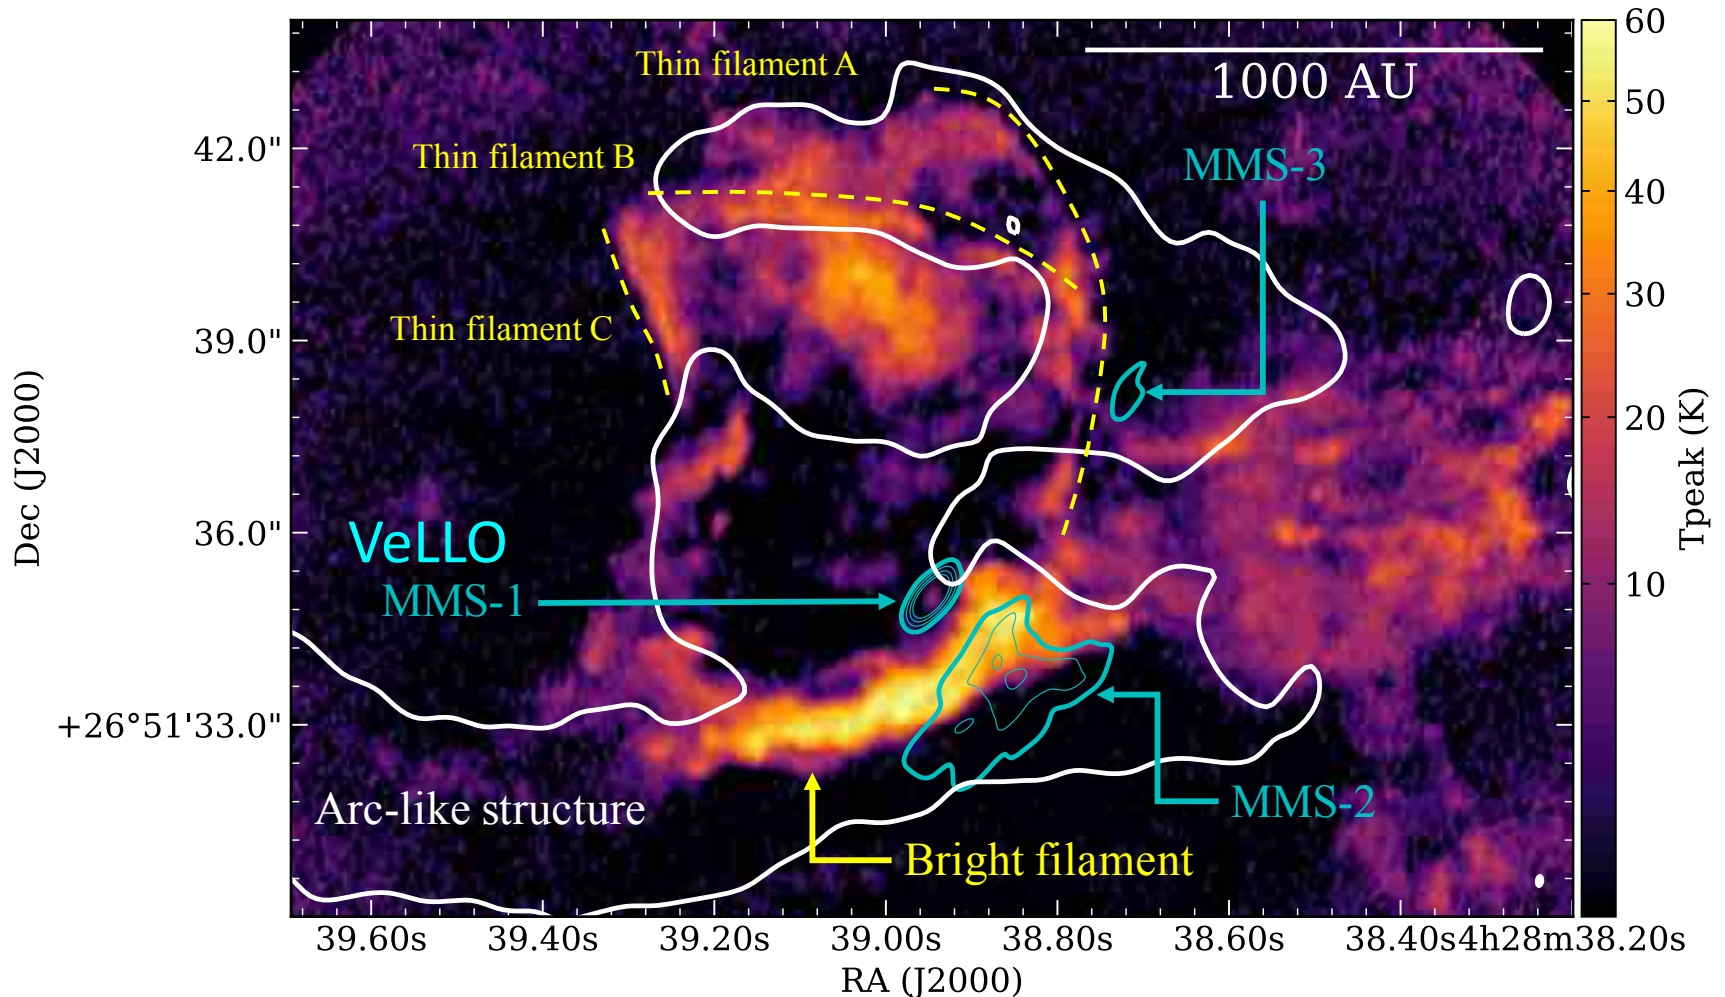 Thin filament A
1000 AU
60
50
42.0"
Thin filament B
MMS-3
40
30
39.0"
Thin filament C
20
Tpeak (K)
Dec (J2000)
36.0"
VeLLO
MMS-1
10
+26°51'33.0"
Arc-like structure
MMS-2
Bright filament
39.60s 39.40s 39.20s 39.00s 38.80s 38.60s 38.40s 4h28m38.20s
RA (J2000)